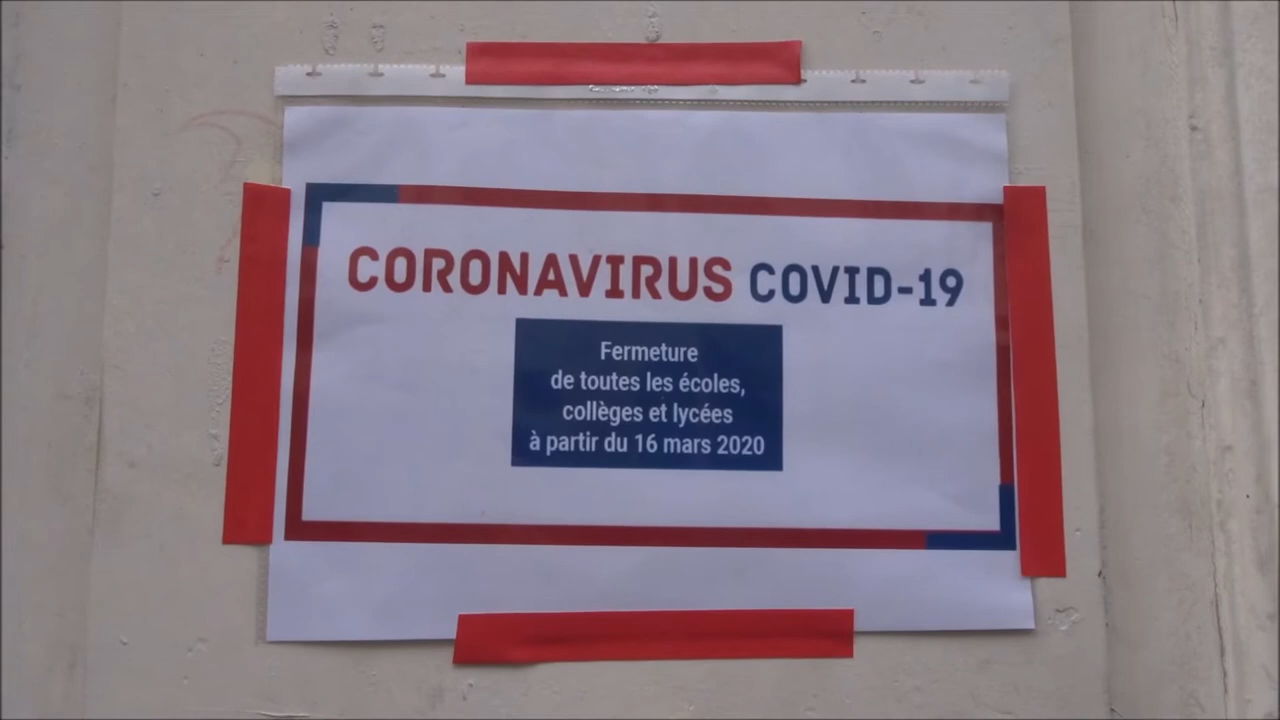 CORONAVIRUS COVID-19
Fermeture
de toutes les écoles,
collèges et lycées
à partir du 16 mars 2020